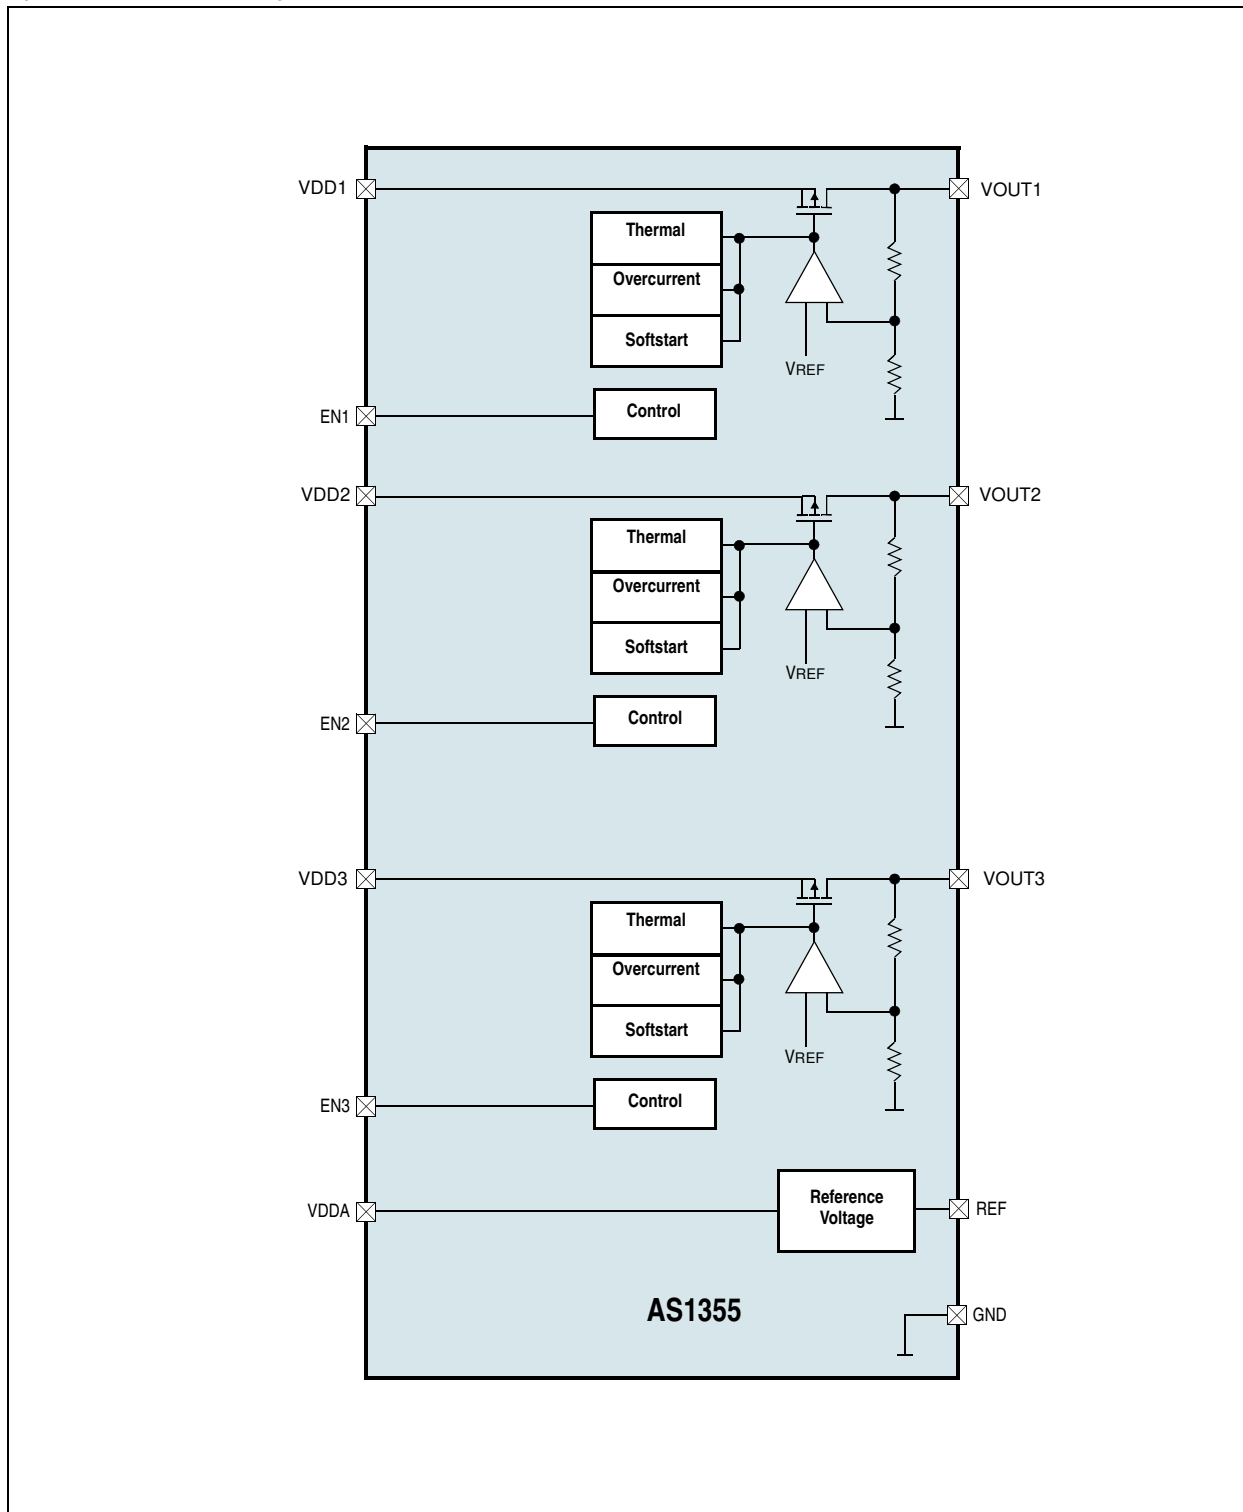 VDD1
VOUT1
Thermal
Overcurrent
Softstart
VREF
EN1
Control
VDD2
VOUT2
Thermal
Overcurrent
Softstart
VREF
EN2
Control
VDD3
VOUT3
Thermal
Overcurrent
Softstart
VREF
EN3
Control
VDDA
Reference
Voltage
REF
AS1355
GND